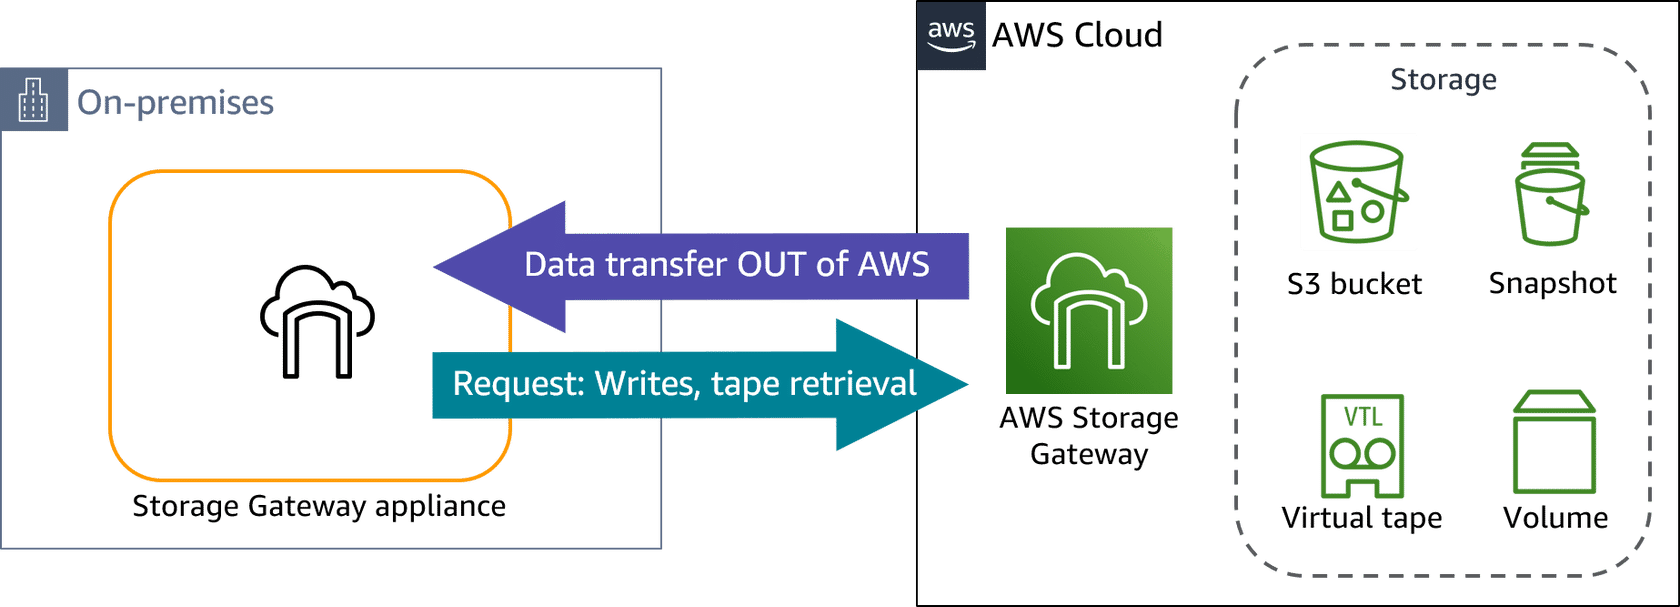 On-premises
Storage Gateway appliance
Data transfer OUT of AWS
Request: Writes, tape retrieval
aws
AWS Cloud
AWS Storage
Gateway
Storage
S3 bucket
Snapshot
VTL
Virtual tape
Volume